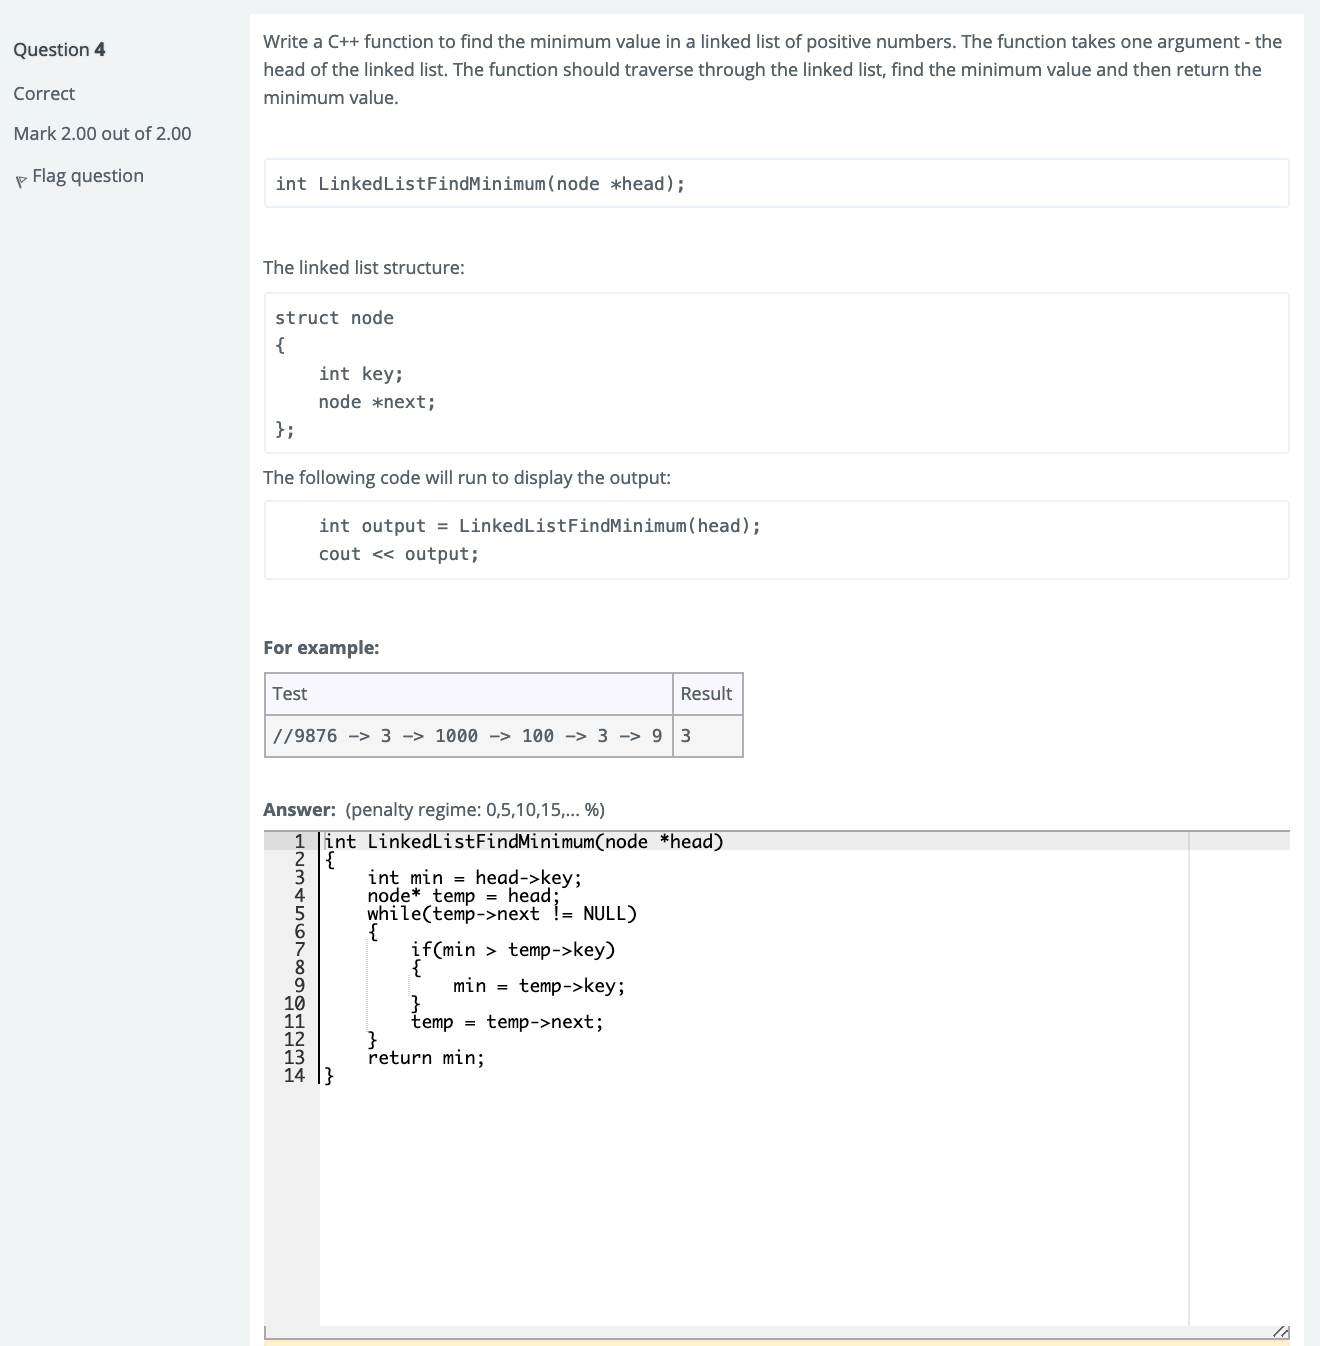 Question 4
Correct
Mark 2.00 out of 2.00
Flag question
Write a C++ function to find the minimum value in a linked list of positive numbers. The function takes one argument - the
head of the linked list. The function should traverse through the linked list, find the minimum value and then return the
minimum value.
int LinkedListFindMinimum(node *head);
The linked list structure:
struct node
{
    int key;
    node *next;
};
The following code will run to display the output:
    int output = LinkedListFindMinimum(head);
    cout << output;
For example:
Test Result
//9876 -> 3 -> 1000 -> 100 -> 3 -> 9 3
Answer: (penalty regime: 0,5,10,15,... %)
1 int LinkedListFindMinimum(node *head)
2 {
3     int min = head->key;
4     node* temp = head;
5     while(temp->next != NULL)
6     {
7         if(min > temp->key)
8         {
9             min = temp->key;
10         }
11         temp = temp->next;
12     }
13     return min;
14 }